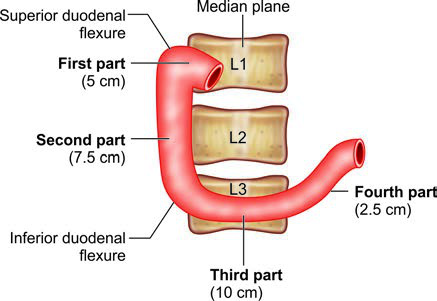 Superior duodenal
flexure
Median plane
First part
(5 cm)
L1
Second part
(7.5 cm)
L2
L3
Fourth part
(2.5 cm)
Inferior duodenal
flexure
Third part
(10 cm)